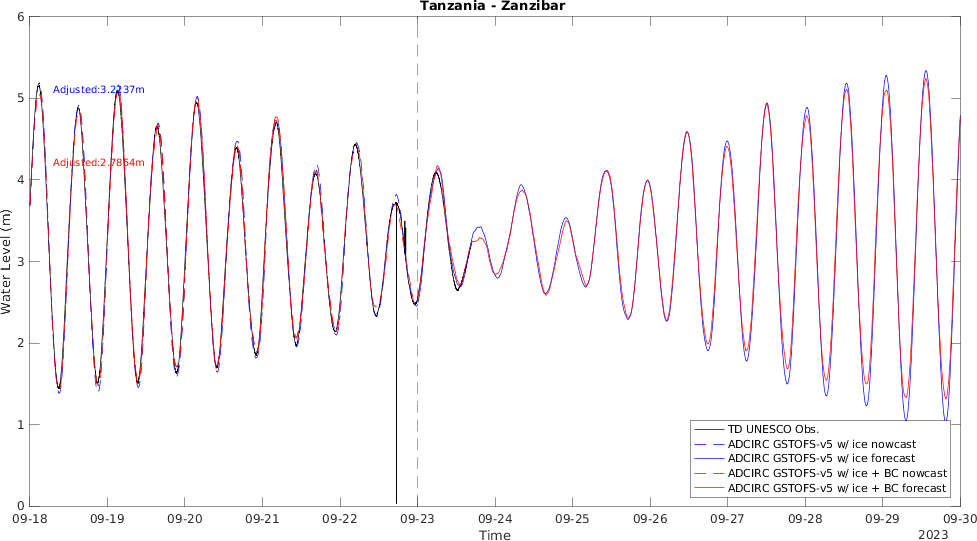 Tanzania - Zanzibar
6
5
4
3
2
1
0
Water Level (m)
Adjusted:3.2237m
Adjusted:2.7864m
TD UNESCO Obs.
ADCIRC GSTOFS-v5 w/ ice nowcast
ADCIRC GSTOFS-v5 w/ ice forecast
ADCIRC GSTOFS-v5 w/ ice + BC nowcast
ADCIRC GSTOFS-v5 w/ ice + BC forecast
09-18 09-19 09-20 09-21 09-22 09-23 09-24 09-25 09-26 09-27 09-28 09-29 09-30
Time 2023